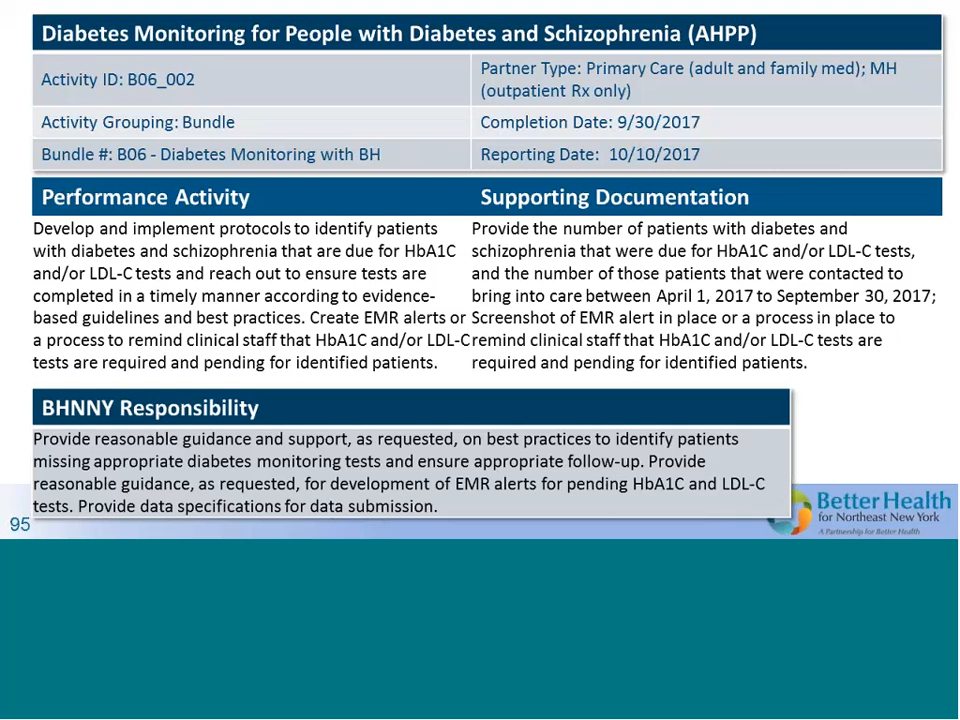 Diabetes Monitoring for People with Diabetes and Schizophrenia (AHPP)
Activity ID: B06_002
Partner Type: Primary Care (adult and family med); MH
(outpatient Rx only)
Activity Grouping: Bundle
Completion Date: 9/30/2017
Bundle #: B06 - Diabetes Monitoring with BH
Reporting Date: 10/10/2017
Performance Activity
Develop and implement protocols to identify patients
with diabetes and schizophrenia that are due for HbA1C
and/or LDL-C tests and reach out to ensure tests are
completed in a timely manner according to evidence-
based guidelines and best practices. Create EMR alerts or
a process to remind clinical staff that HbA1C and/or LDL-C
tests are required and pending for identified patients.
Supporting Documentation
Provide the number of patients with diabetes and
schizophrenia that were due for HbA1C and/or LDL-C tests,
and the number of those patients that were contacted to
bring into care between April 1, 2017 to September 30, 2017;
Screenshot of EMR alert in place or a process in place to
remind clinical staff that HbA1C and/or LDL-C tests are
required and pending for identified patients.
BHNNY Responsibility
Provide reasonable guidance and support, as requested, on best practices to identify patients
missing appropriate diabetes monitoring tests and ensure appropriate follow-up. Provide
reasonable guidance, as requested, for development of EMR alerts for pending HbA1C and LDL-C
tests. Provide data specifications for data submission.
95
Better Health
for Northeast New York
A Partnership for Better Health